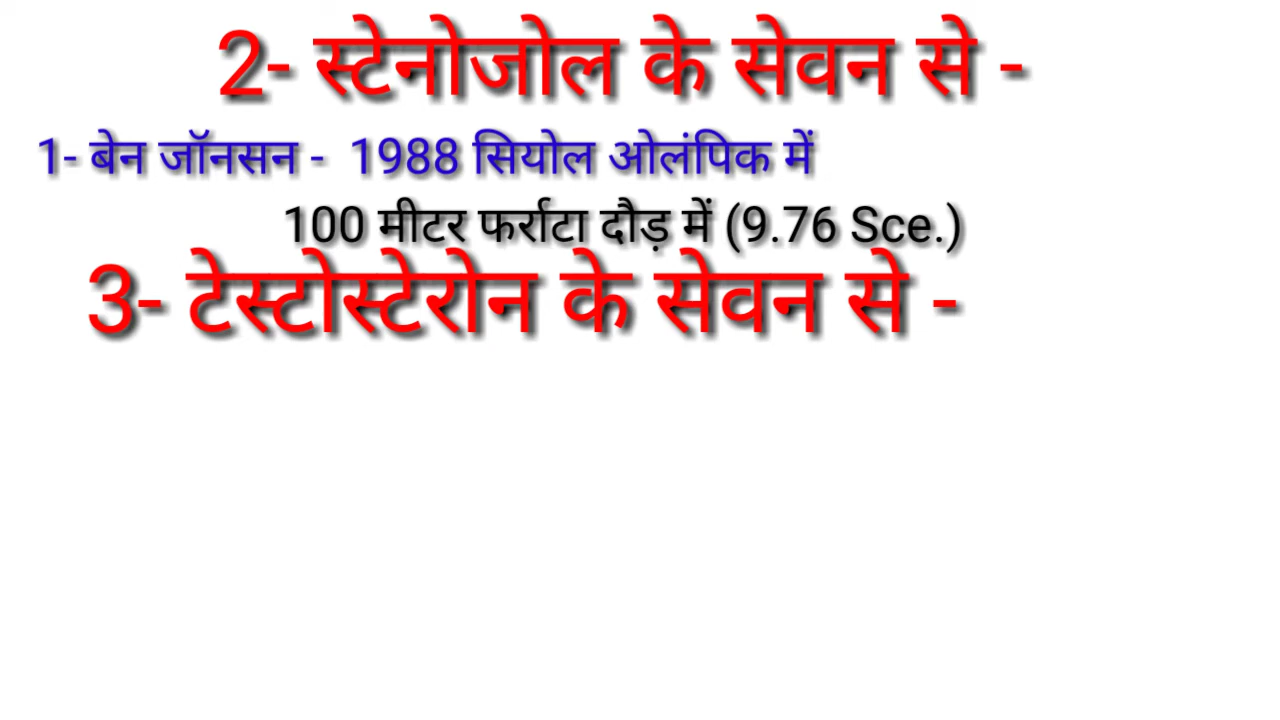 2- स्टेनोजोल के सेवन से -
1- बेन जॉनसन - 1988 सियोल ओलंपिक में
100 मीटर फर्राटा दौड़ में (9.76 Sce.)
3- टेस्टोस्टेरोन के सेवन से -